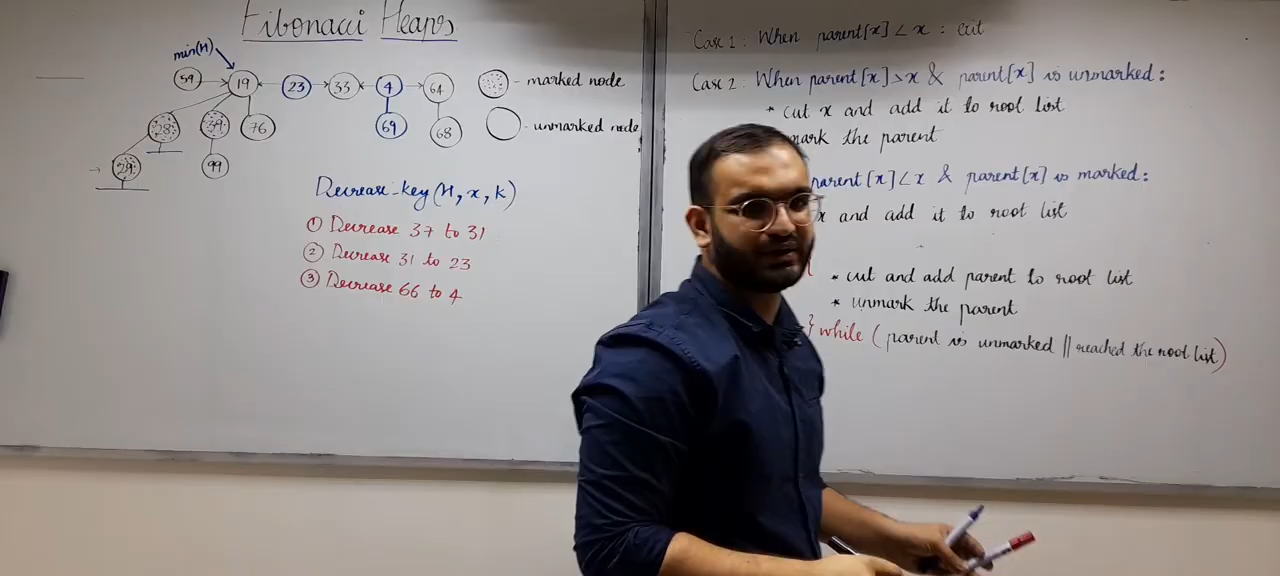 Fibonacci Heaps
min(H)
59 19 23 33 4 64
28 39 76 69 68
29 99
- marked node
- unmarked node
Decrease-key (H, x, k)
① Decrease 37 to 31
② Decrease 31 to 23
③ Decrease 66 to 4
Case 1: When parent[x] < x : exit
Case 2: When parent[x] > x & parent[x] is unmarked:
* cut x and add it to root list
mark the parent
parent[x] < x & parent[x] is marked:
x and add it to root list
* cut and add parent to root list
* unmark the parent
} while (parent is unmarked || reached the root list)